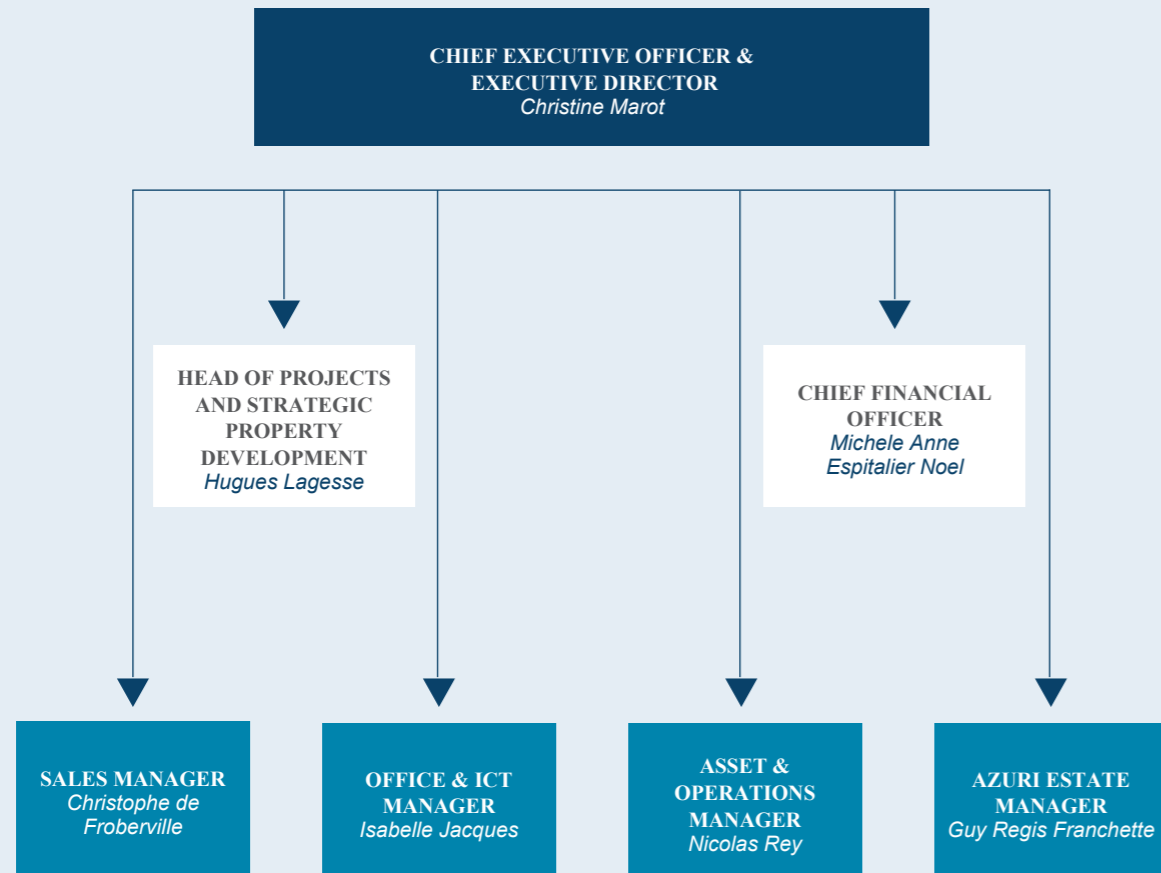 CHIEF EXECUTIVE OFFICER &
EXECUTIVE DIRECTOR
Christine Marot
HEAD OF PROJECTS
AND STRATEGIC
PROPERTY
DEVELOPMENT
Hugues Lagesse
CHIEF FINANCIAL
OFFICER
Michele Anne
Espitalier Noel
SALES MANAGER
Christophe de
Froberville
OFFICE & ICT
MANAGER
Isabelle Jacques
ASSET &
OPERATIONS
MANAGER
Nicolas Rey
AZURI ESTATE
MANAGER
Guy Regis Franchette